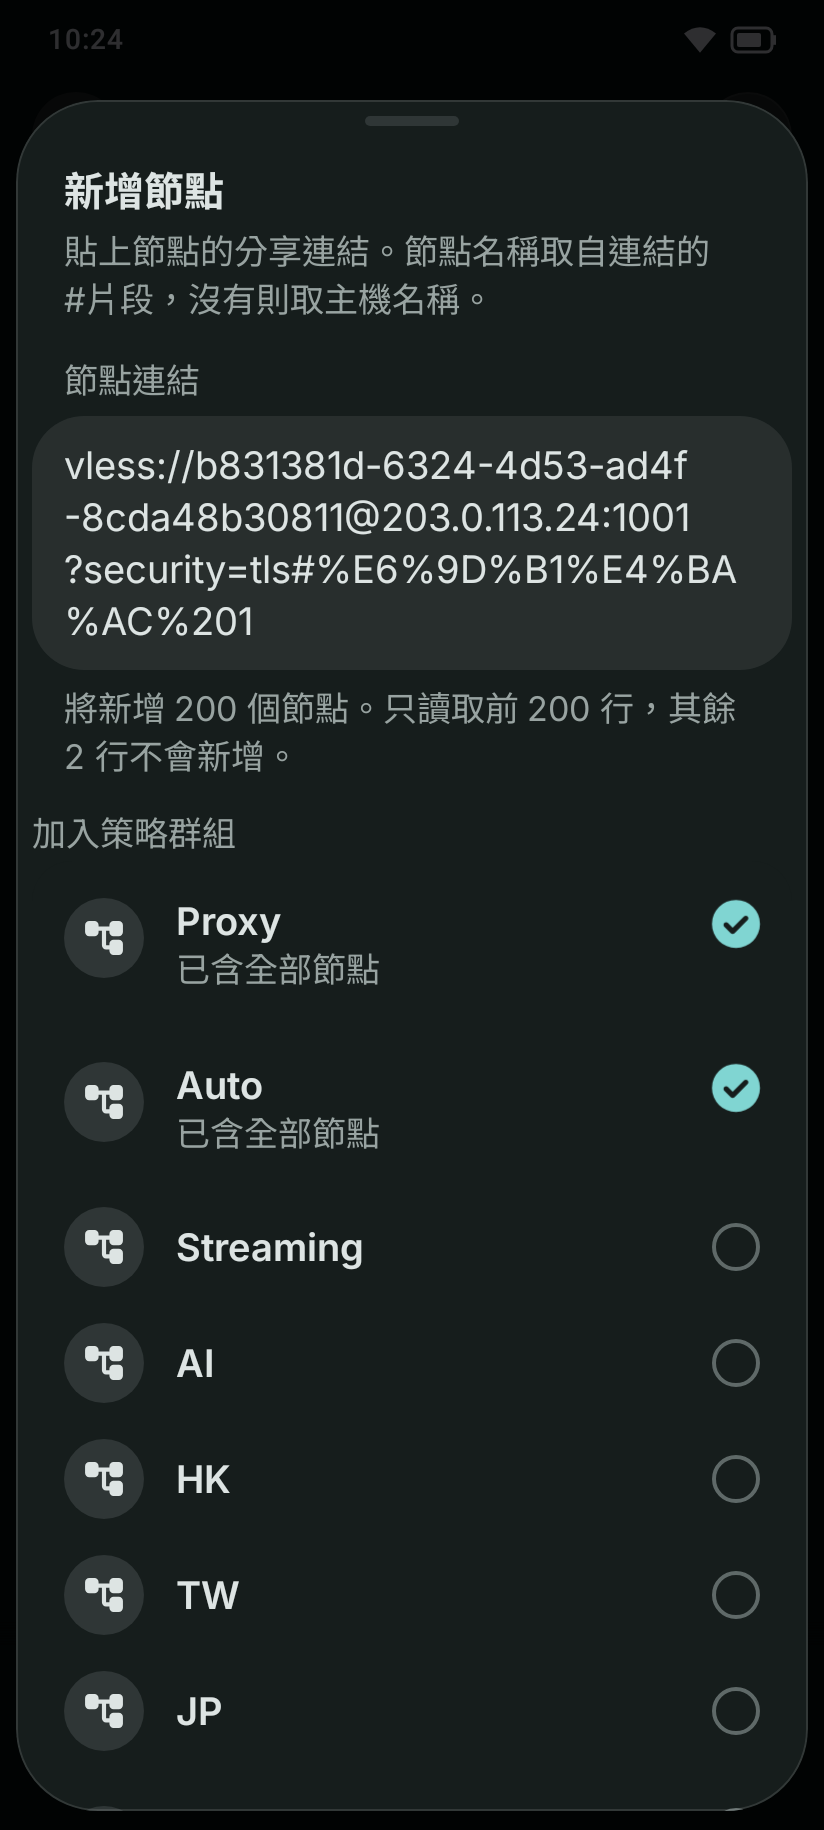 10:24
新增節點
貼上節點的分享連結。節點名稱取自連結的
#片段，沒有則取主機名稱。
節點連結
vless://b831381d-6324-4d53-ad4f
-8cda48b30811@203.0.113.24:1001
?security=tls#%E6%9D%B1%E4%BA
%AC%201
將新增 200 個節點。只讀取前 200 行，其餘
2 行不會新增。
加入策略群組
Proxy
已含全部節點
Auto
已含全部節點
Streaming
AI
HK
TW
JP